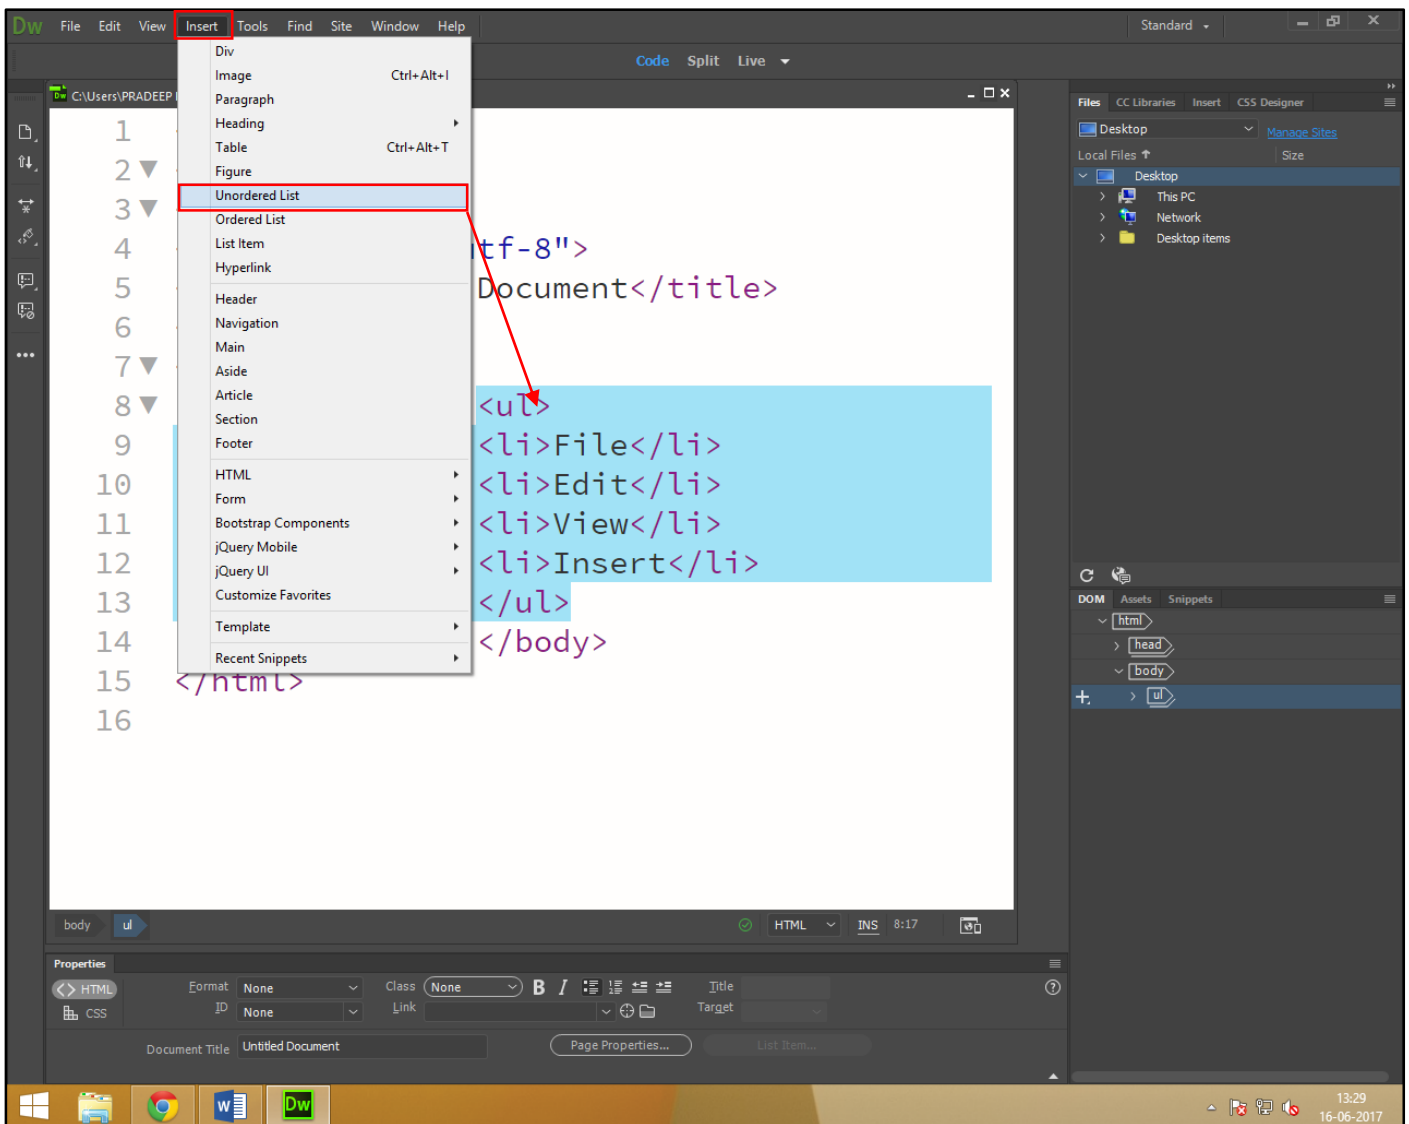 Dw File Edit View Insert Tools Find Site Window Help Standard
Code Split Live
C:\Users\PRADEEP
Div
Image Ctrl+Alt+I
Paragraph
Heading
Table Ctrl+Alt+T
Figure
Unordered List
Ordered List
List Item
Hyperlink
Header
Navigation
Main
Aside
Article
Section
Footer
HTML
Form
Bootstrap Components
jQuery Mobile
jQuery UI
Customize Favorites
Template
Recent Snippets
1
2
3
4 tf-8">
5 Document</title>
6
7
8 <ul>
9 <li>File</li>
10 <li>Edit</li>
11 <li>View</li>
12 <li>Insert</li>
13 </ul>
14 </body>
15 </html>
16
body ul HTML INS 8:17
Files CC Libraries Insert CSS Designer
Desktop Manage Sites
Local Files Size
Desktop
This PC
Network
Desktop items
DOM Assets Snippets
html
head
body
ul
Properties
HTML Format None Class None B I Title
CSS ID None Link Target
Document Title Untitled Document Page Properties... List Item...
W Dw
13:29
16-06-2017